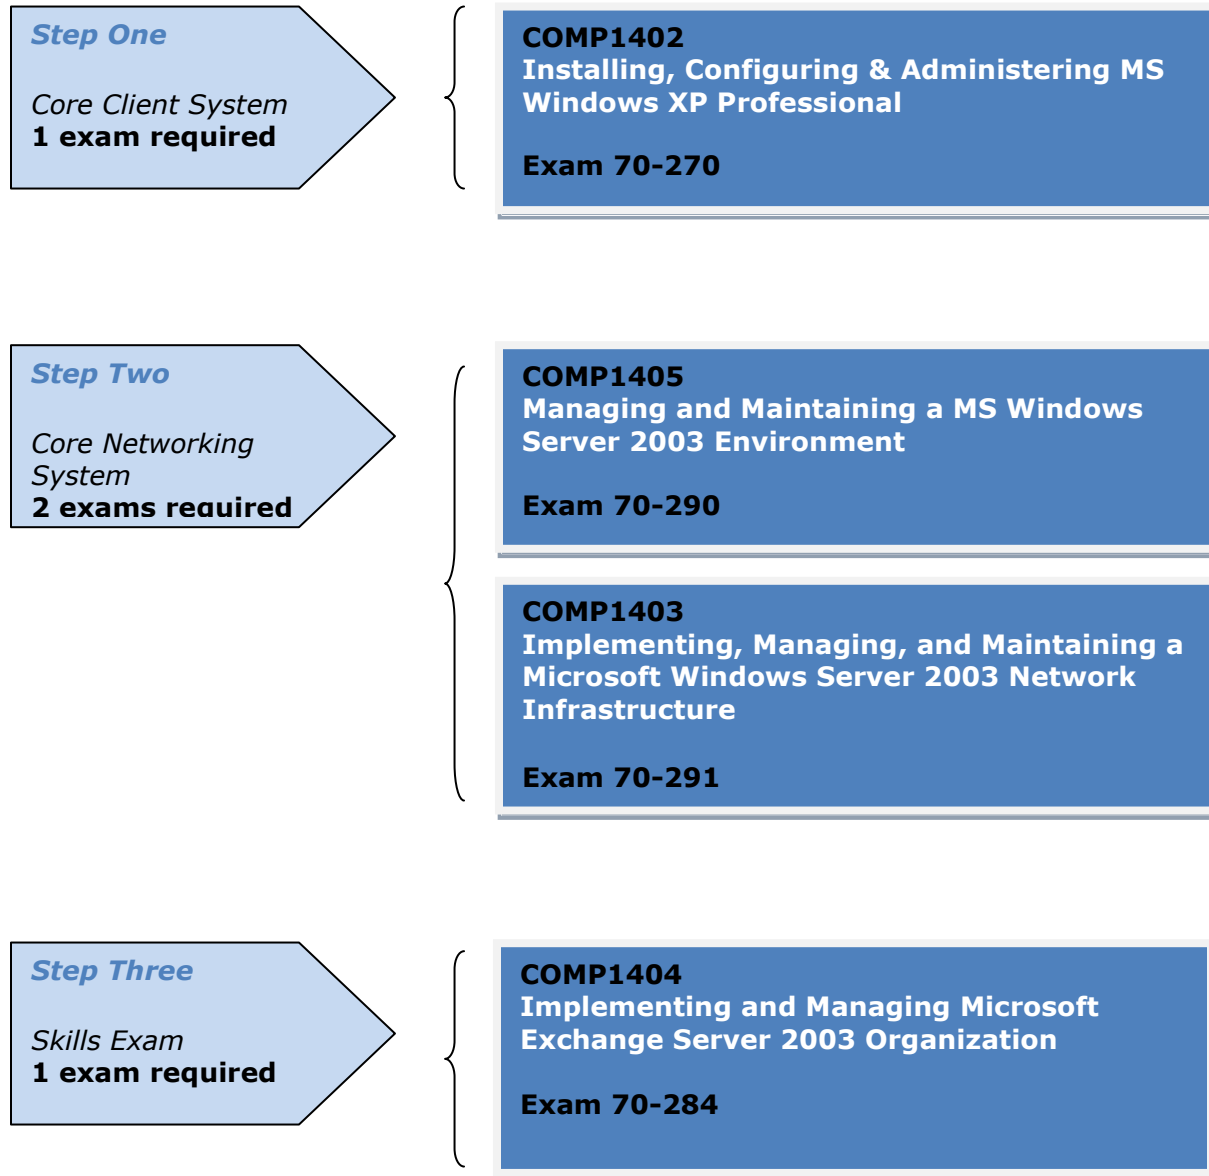 Step One
Core Client System
1 exam required
COMP1402
Installing, Configuring & Administering MS
Windows XP Professional
Exam 70-270
Step Two
Core Networking
System
2 exams required
COMP1405
Managing and Maintaining a MS Windows
Server 2003 Environment
Exam 70-290
COMP1403
Implementing, Managing, and Maintaining a
Microsoft Windows Server 2003 Network
Infrastructure
Exam 70-291
Step Three
Skills Exam
1 exam required
COMP1404
Implementing and Managing Microsoft
Exchange Server 2003 Organization
Exam 70-284